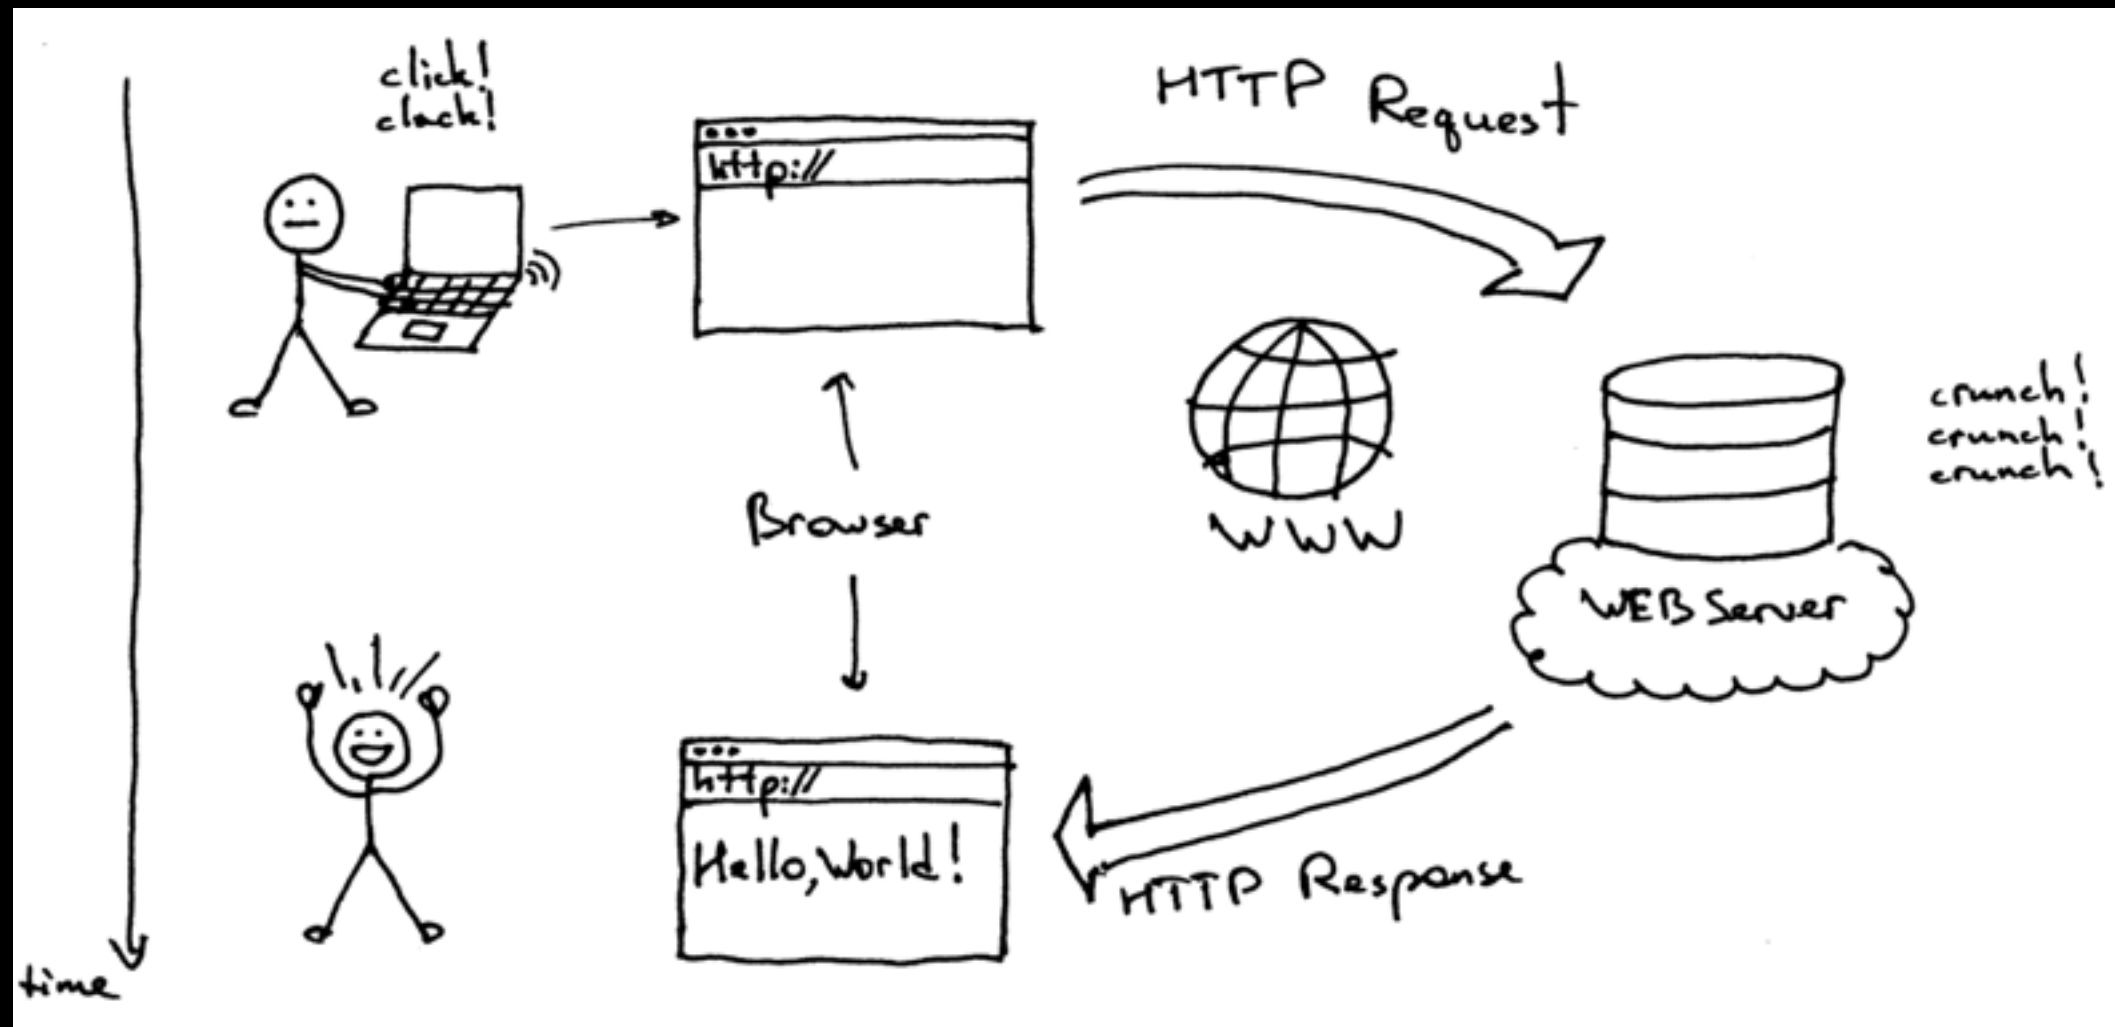 click!
clack!
http://
HTTP Request
crunch!
crunch!
crunch!
Browser
WWW
WEB Server
http://
Hello, World!
HTTP Response
time